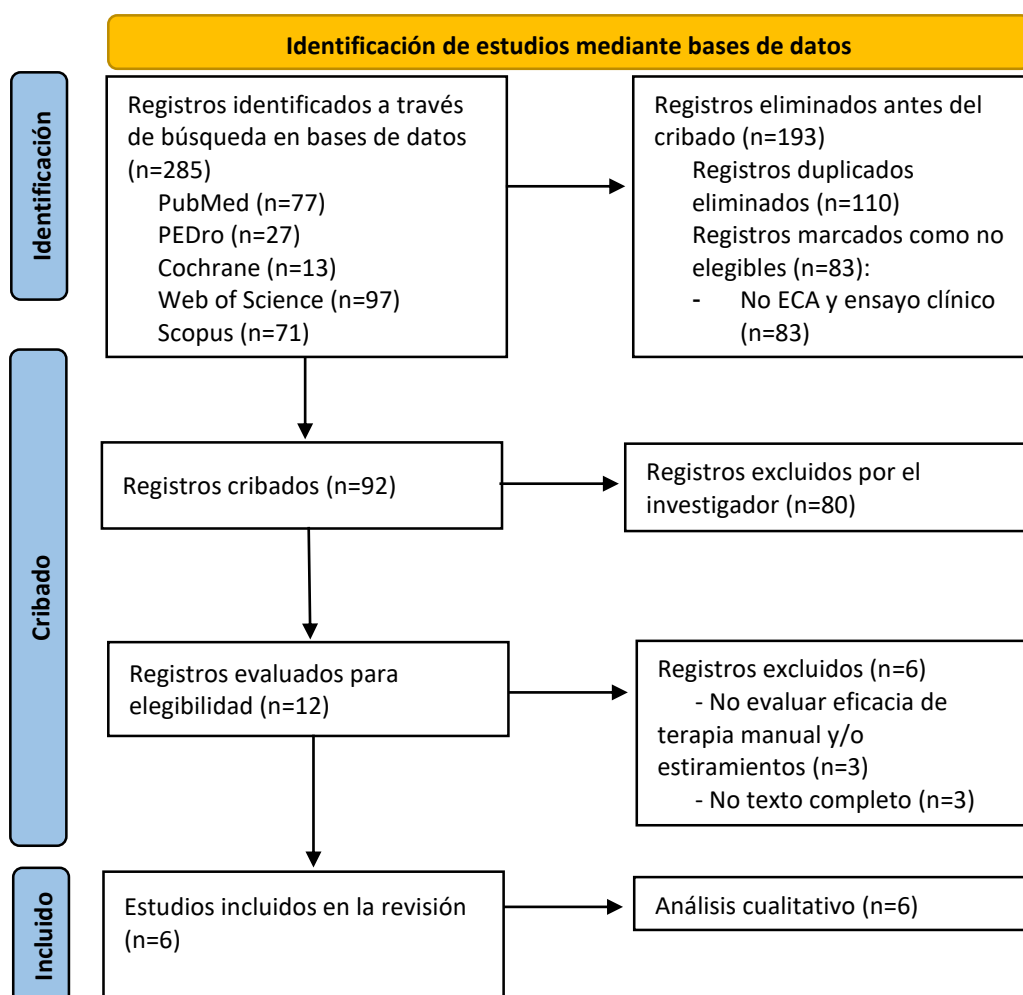 Identificación de estudios mediante bases de datos
Identificación
Registros identificados a través
de búsqueda en bases de datos
(n=285)
PubMed (n=77)
PEDro (n=27)
Cochrane (n=13)
Web of Science (n=97)
Scopus (n=71)
Registros eliminados antes del
cribado (n=193)
Registros duplicados
eliminados (n=110)
Registros marcados como no
elegibles (n=83):
- No ECA y ensayo clínico
(n=83)
Cribado
Registros cribados (n=92)
Registros excluidos por el
investigador (n=80)
Registros evaluados para
elegibilidad (n=12)
Registros excluidos (n=6)
- No evaluar eficacia de
terapia manual y/o
estiramientos (n=3)
- No texto completo (n=3)
Incluido
Estudios incluidos en la revisión
(n=6)
Análisis cualitativo (n=6)